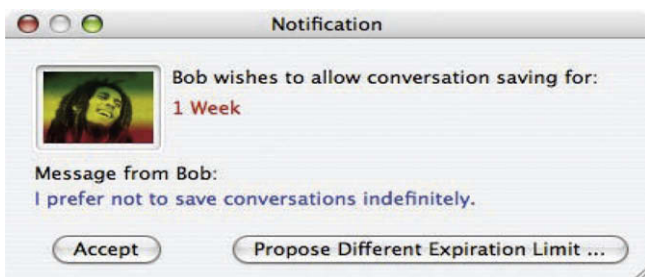 Notification
Bob wishes to allow conversation saving for:
1 Week
Message from Bob:
I prefer not to save conversations indefinitely.
Accept
Propose Different Expiration Limit ...